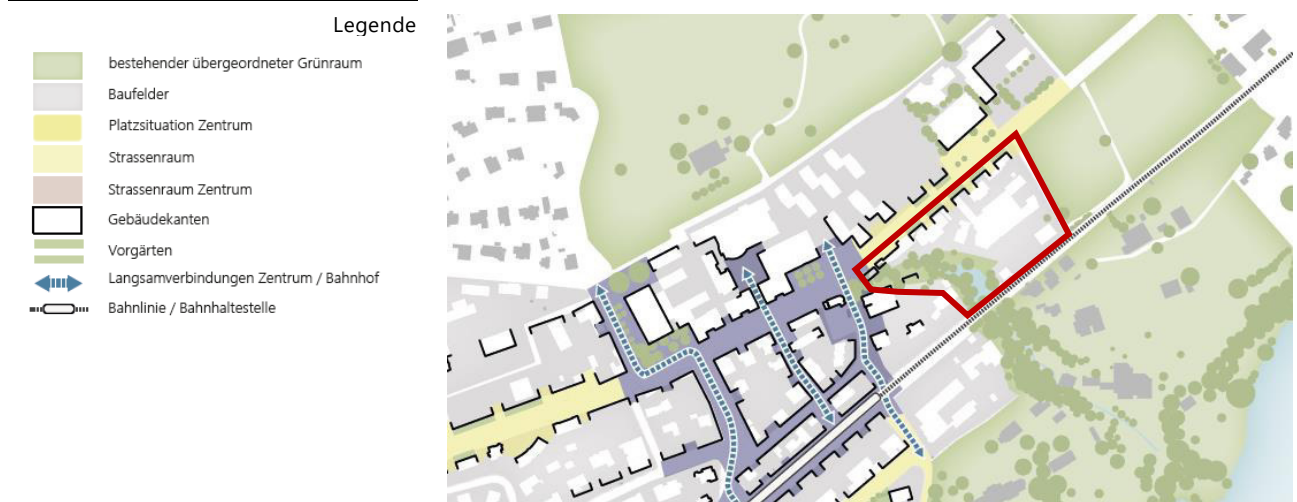 Legende
bestehender übergeordneter Grünraum
Baufelder
Platzsituation Zentrum
Strassenraum
Strassenraum Zentrum
Gebäudekanten
Vorgärten
Langsamverbindungen Zentrum / Bahnhof
Bahnlinie / Bahnhaltestelle